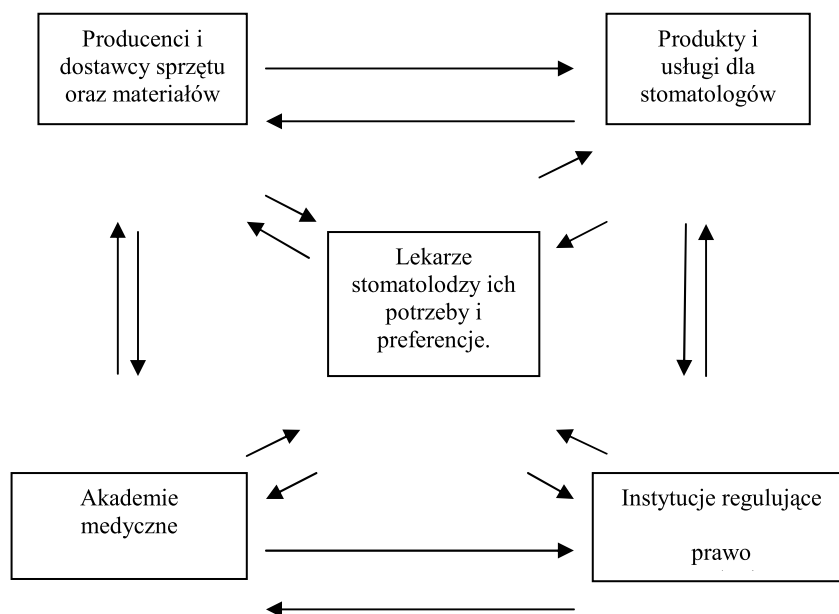 Producenci i
dostawcy sprzętu
oraz materiałów
Produkty i
usługi dla
stomatologów
Lekarze
stomatolodzy ich
potrzeby i
preferencje.
Akademie
medyczne
Instytucje regulujące
prawo